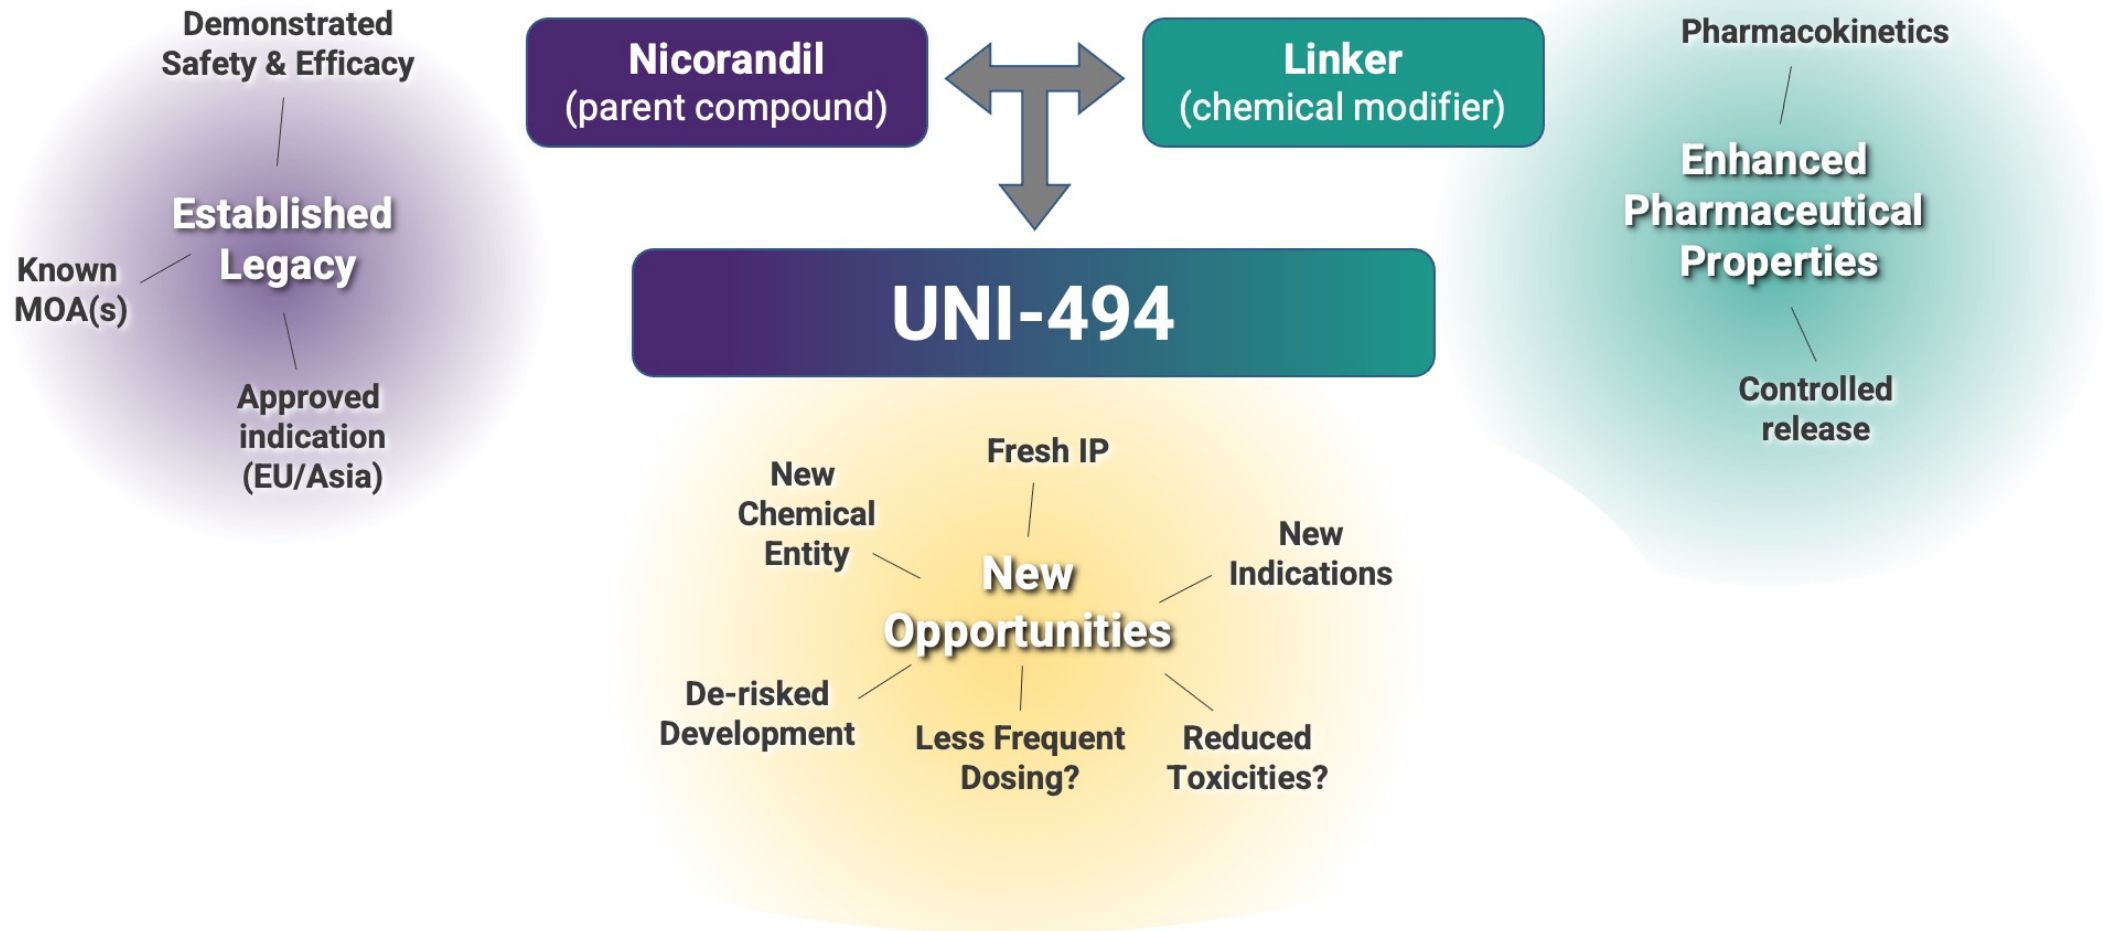 Demonstrated
Safety & Efficacy
Established
Legacy
Known
MOA(s)
Approved
indication
(EU/Asia)
Nicorandil
(parent compound)
Linker
(chemical modifier)
Pharmacokinetics
Enhanced
Pharmaceutical
Properties
Controlled
release
UNI-494
Fresh IP
New
Chemical
Entity
New
Indications
New
Opportunities
De-risked
Development
Less Frequent
Dosing?
Reduced
Toxicities?